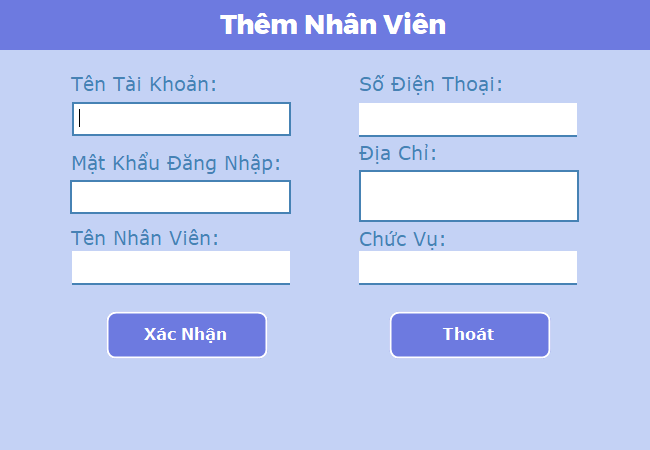 Thêm Nhân Viên
Tên Tài Khoản:
Số Điện Thoại:
Mật Khẩu Đăng Nhập:
Địa Chỉ:
Tên Nhân Viên:
Chức Vụ:
Xác Nhận
Thoát